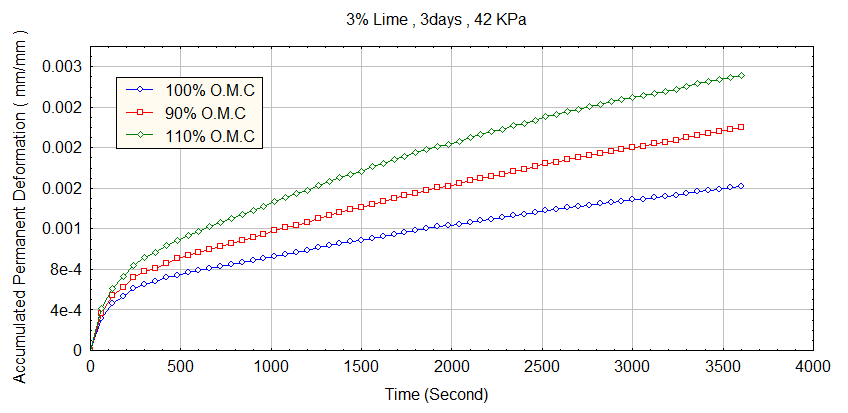 3% Lime , 3days , 42 KPa
Accumulated Permanent Deformation ( mm/mm )
0.003
0.002
0.002
0.002
0.001
8e-4
4e-4
0
100% O.M.C
90% O.M.C
110% O.M.C
0 500 1000 1500 2000 2500 3000 3500 4000
Time (Second)